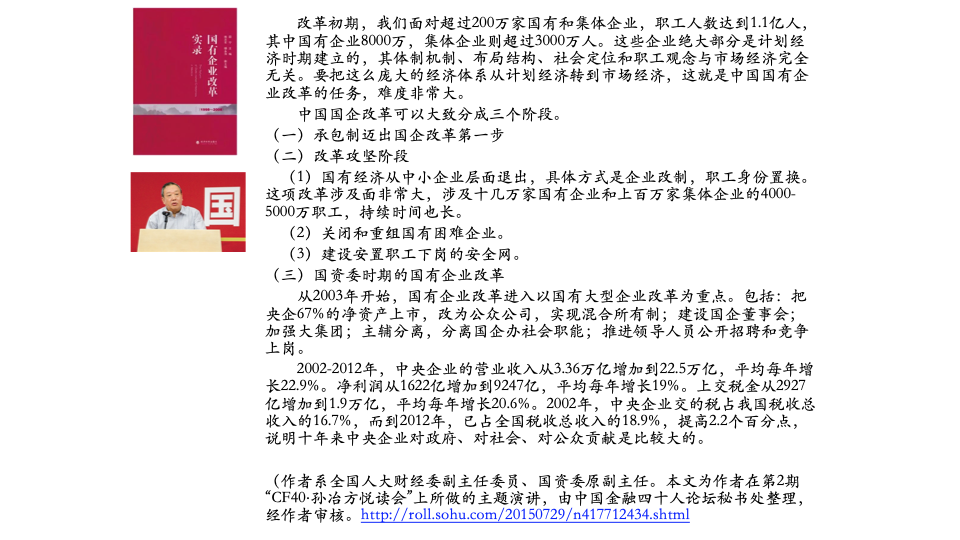 国有企业改革
实录
国
改革初期，我们面对超过200万家国有和集体企业，职工人数达到1.1亿人，
其中国有企业8000万，集体企业则超过3000万人。这些企业绝大部分是计划经
济时期建立的，其体制机制、布局结构、社会定位和职工观念与市场经济完全
无关。要把这么庞大的经济体系从计划经济转到市场经济，这就是中国国有企
业改革的任务，难度非常大。
中国国企改革可以大致分成三个阶段。
（一）承包制迈出国企改革第一步
（二）改革攻坚阶段
（1）国有经济从中小企业层面退出，具体方式是企业改制，职工身份置换。
这项改革涉及面非常大，涉及十几万家国有企业和上百万家集体企业的4000-
5000万职工，持续时间也长。
（2）关闭和重组国有困难企业。
（3）建设安置职工下岗的安全网。
（三）国资委时期的国有企业改革
从2003年开始，国有企业改革进入以国有大型企业改革为重点。包括：把
央企67%的净资产上市，改为公众公司，实现混合所有制；建设国企董事会；
加强大集团；主辅分离，分离国企办社会职能；推进领导人员公开招聘和竞争
上岗。
2002-2012年，中央企业的营业收入从3.36万亿增加到22.5万亿，平均每年增
长22.9%。净利润从1622亿增加到9247亿，平均每年增长19%。上交税金从2927
亿增加到1.9万亿，平均每年增长20.6%。2002年，中央企业交的税占我国税收总
收入的16.7%，而到2012年，已占全国税收总收入的18.9%，提高2.2个百分点，
说明十年来中央企业对政府、对社会、对公众贡献是比较大的。
（作者系全国人大财经委副主任委员、国资委原副主任。本文为作者在第2期
“CF40·孙冶方悦读会”上所做的主题演讲，由中国金融四十人论坛秘书处整理，
经作者审核。http://roll.sohu.com/20150729/n417712434.shtml